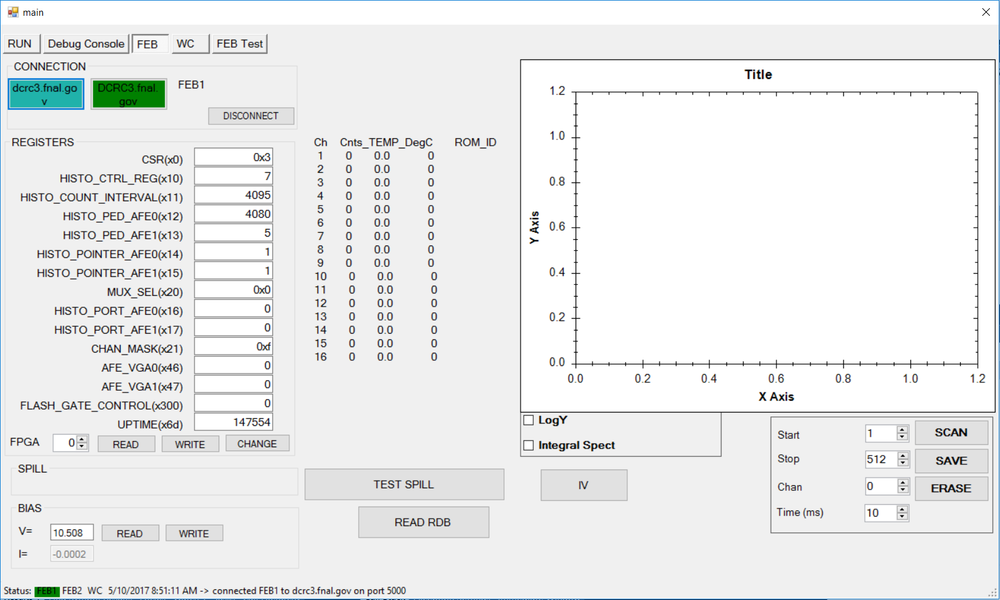 main
RUN Debug Console FEB WC FEB Test
CONNECTION
dcrc3.fnal.go
v
DCRC3.fnal.
gov
FEB1
DISCONNECT
REGISTERS
CSR(x0) 0x3
HISTO_CTRL_REG(x10) 7
HISTO_COUNT_INTERVAL(x11) 4095
HISTO_PED_AFE0(x12) 4080
HISTO_PED_AFE1(x13) 5
HISTO_POINTER_AFE0(x14) 1
HISTO_POINTER_AFE1(x15) 1
MUX_SEL(x20) 0x0
HISTO_PORT_AFE0(x16) 0
HISTO_PORT_AFE1(x17) 0
CHAN_MASK(x21) 0xf
AFE_VGA0(x46) 0
AFE_VGA1(x47) 0
FLASH_GATE_CONTROL(x300) 0
UPTIME(x6d) 147554
FPGA 0 READ WRITE CHANGE
SPILL
BIAS
V= 10.508 READ WRITE
I= -0.0002
Ch Cnts_TEMP_DegC ROM_ID
1 0 0.0 0
2 0 0.0 0
3 0 0.0 0
4 0 0.0 0
5 0 0.0 0
6 0 0.0 0
7 0 0.0 0
8 0 0.0 0
9 0 0.0 0
10 0 0.0 0
11 0 0.0 0
12 0 0.0 0
13 0 0.0 0
14 0 0.0 0
15 0 0.0 0
16 0 0.0 0
TEST SPILL
READ RDB
Title
Y Axis
1.2
1.0
0.8
0.6
0.4
0.2
0.0
0.0 0.2 0.4 0.6 0.8 1.0 1.2
X Axis
LogY
Integral Spect
IV
Start 1 SCAN
Stop 512 SAVE
Chan 0 ERASE
Time (ms) 10
Status: FEB1 FEB2 WC 5/10/2017 8:51:11 AM -> connected FEB1 to dcrc3.fnal.gov on port 5000